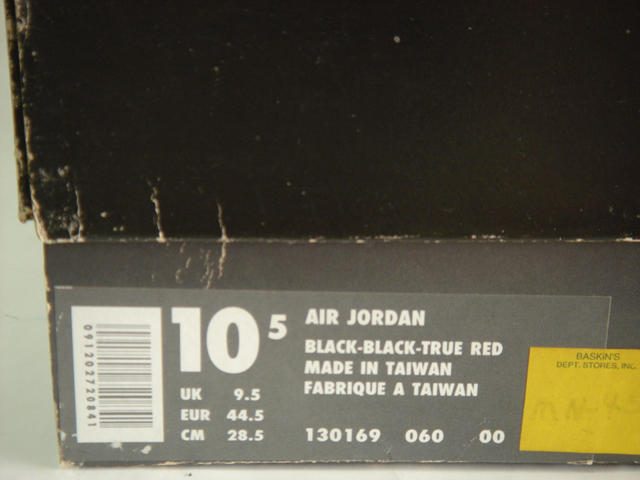 091202720841
10 5
UK 9.5
EUR 44.5
CM 28.5
AIR JORDAN
BLACK-BLACK-TRUE RED
MADE IN TAIWAN
FABRIQUE A TAIWAN
130169 060 00
BASKIN'S
DEPT. STORES, INC.